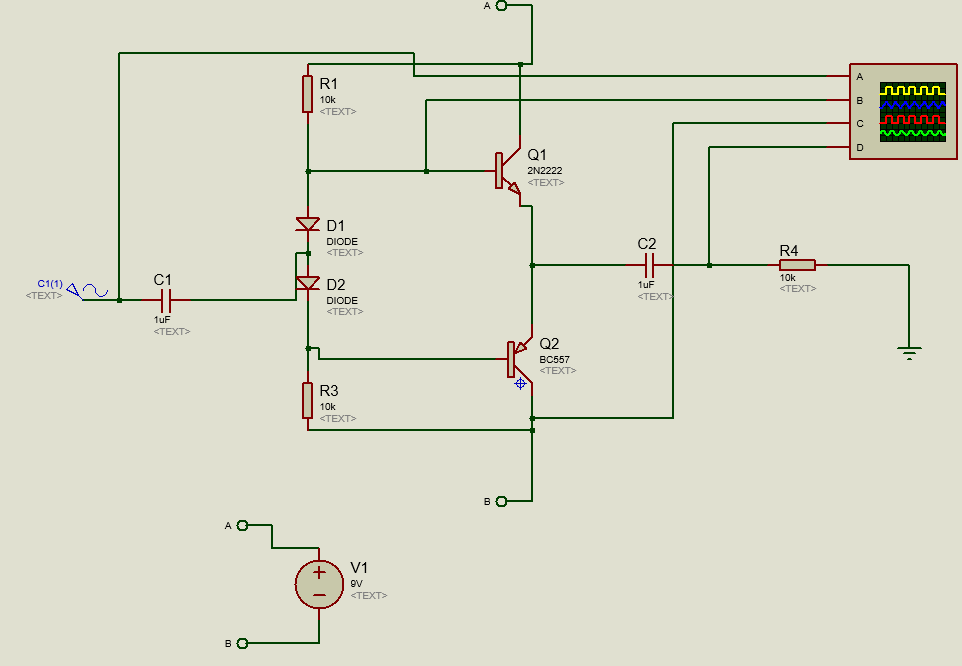 A
R1
10k
<TEXT>
A
B
C
D
Q1
2N2222
<TEXT>
D1
DIODE
<TEXT>
C2
1uF
<TEXT>
R4
10k
<TEXT>
C1(1)
<TEXT>
C1
1uF
<TEXT>
D2
DIODE
<TEXT>
Q2
BC557
<TEXT>
R3
10k
<TEXT>
B
A
V1
9V
<TEXT>
B